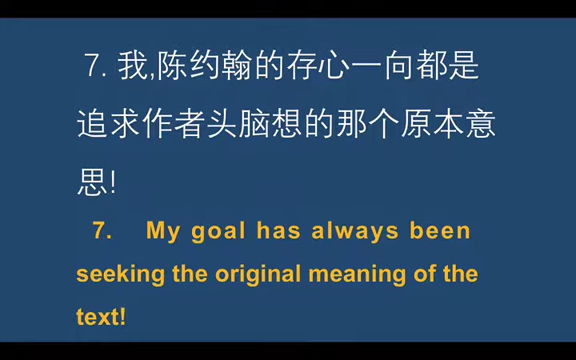 7. 我,陈约翰的存心一向都是
追求作者头脑想的那个原本意
思!
7. My goal has always been
seeking the original meaning of the
text!